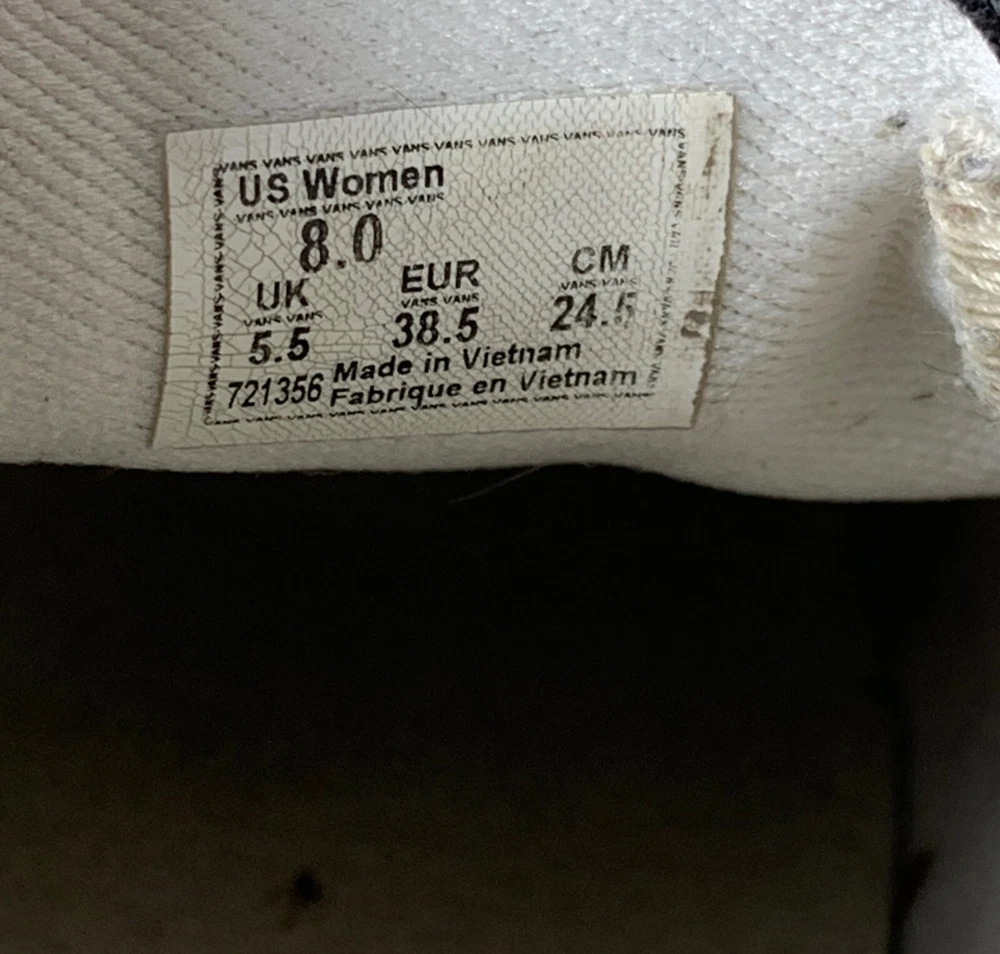 VANS VANS VANS VANS VANS VANS VANS VANS VANS VANS VANS
US Women
VANS VANS VANS VANS VANS
8.0
UK EUR CM
VANS VANS VANS VANS VANS VANS
5.5 38.5 24.5
721356 Made in Vietnam
Fabrique en Vietnam